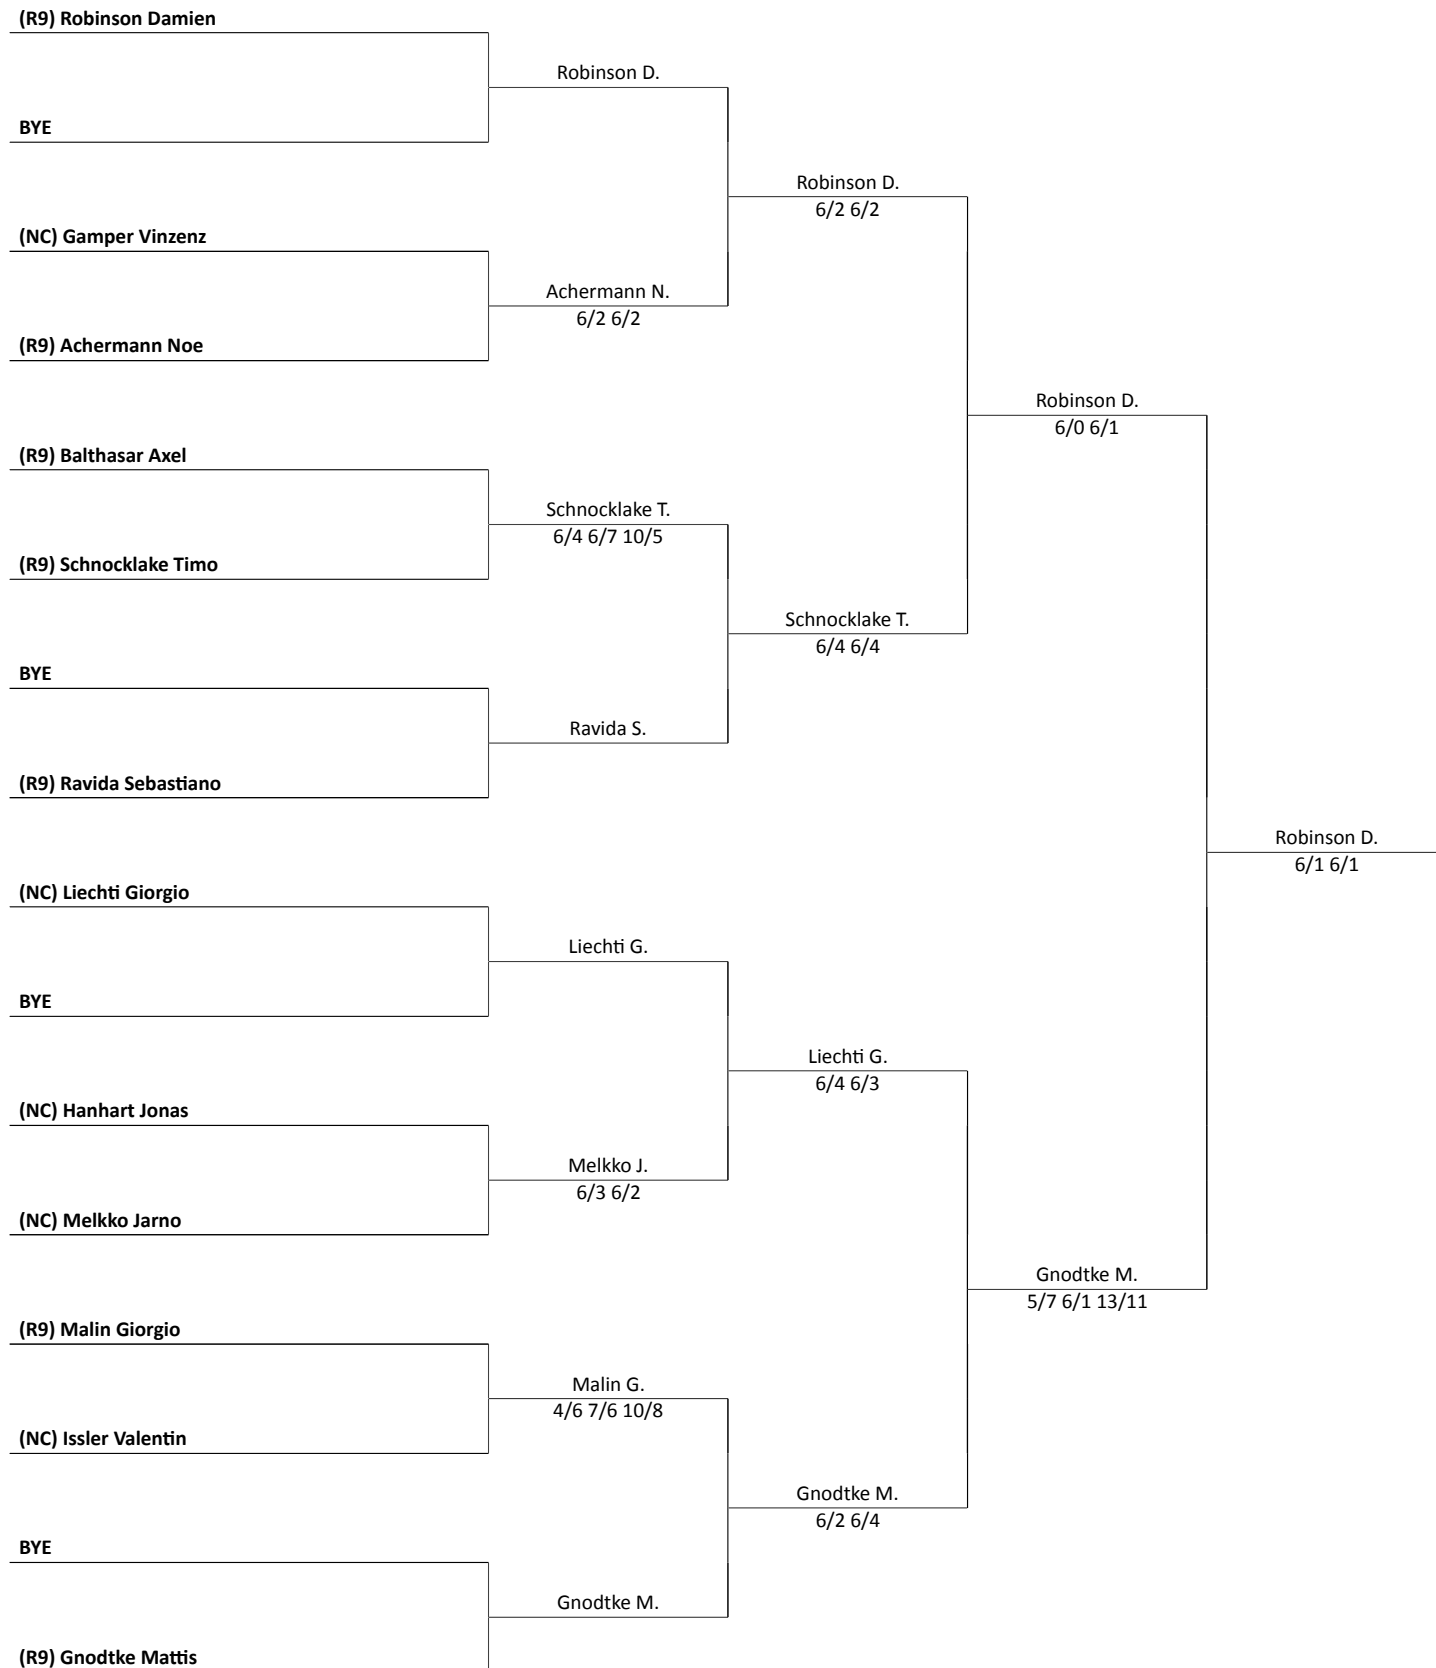 (R9) Robinson Damien
Robinson D.
BYE
Robinson D.
6/2 6/2
(NC) Gamper Vinzenz
Achermann N.
6/2 6/2
(R9) Achermann Noe
Robinson D.
6/0 6/1
(R9) Balthasar Axel
Schnocklake T.
6/4 6/7 10/5
(R9) Schnocklake Timo
Schnocklake T.
6/4 6/4
BYE
Ravida S.
(R9) Ravida Sebastiano
Robinson D.
6/1 6/1
(NC) Liechti Giorgio
Liechti G.
BYE
Liechti G.
6/4 6/3
(NC) Hanhart Jonas
Melkko J.
6/3 6/2
(NC) Melkko Jarno
Gnodtke M.
5/7 6/1 13/11
(R9) Malin Giorgio
Malin G.
4/6 7/6 10/8
(NC) Issler Valentin
Gnodtke M.
6/2 6/4
BYE
Gnodtke M.
(R9) Gnodtke Mattis